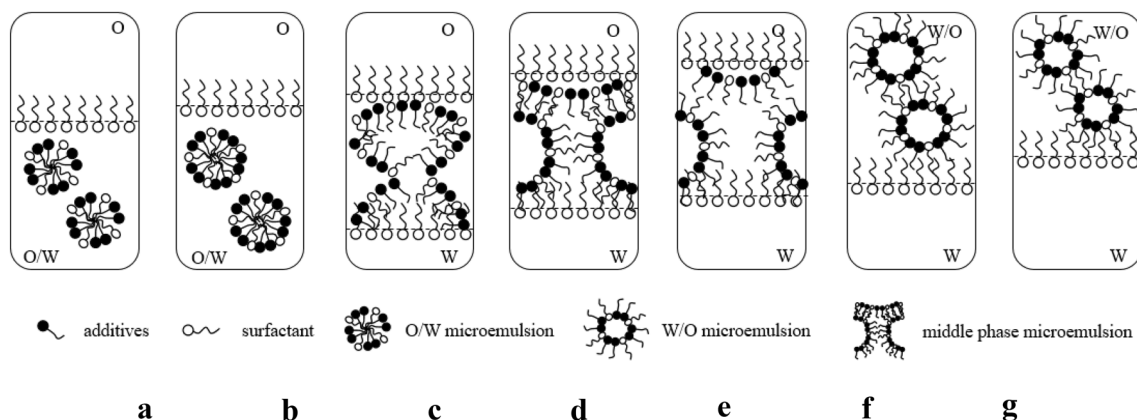 O O O O O W/O W/O
O/W O/W W W W W W
additives surfactant O/W microemulsion W/O microemulsion middle phase microemulsion
a b c d e f g